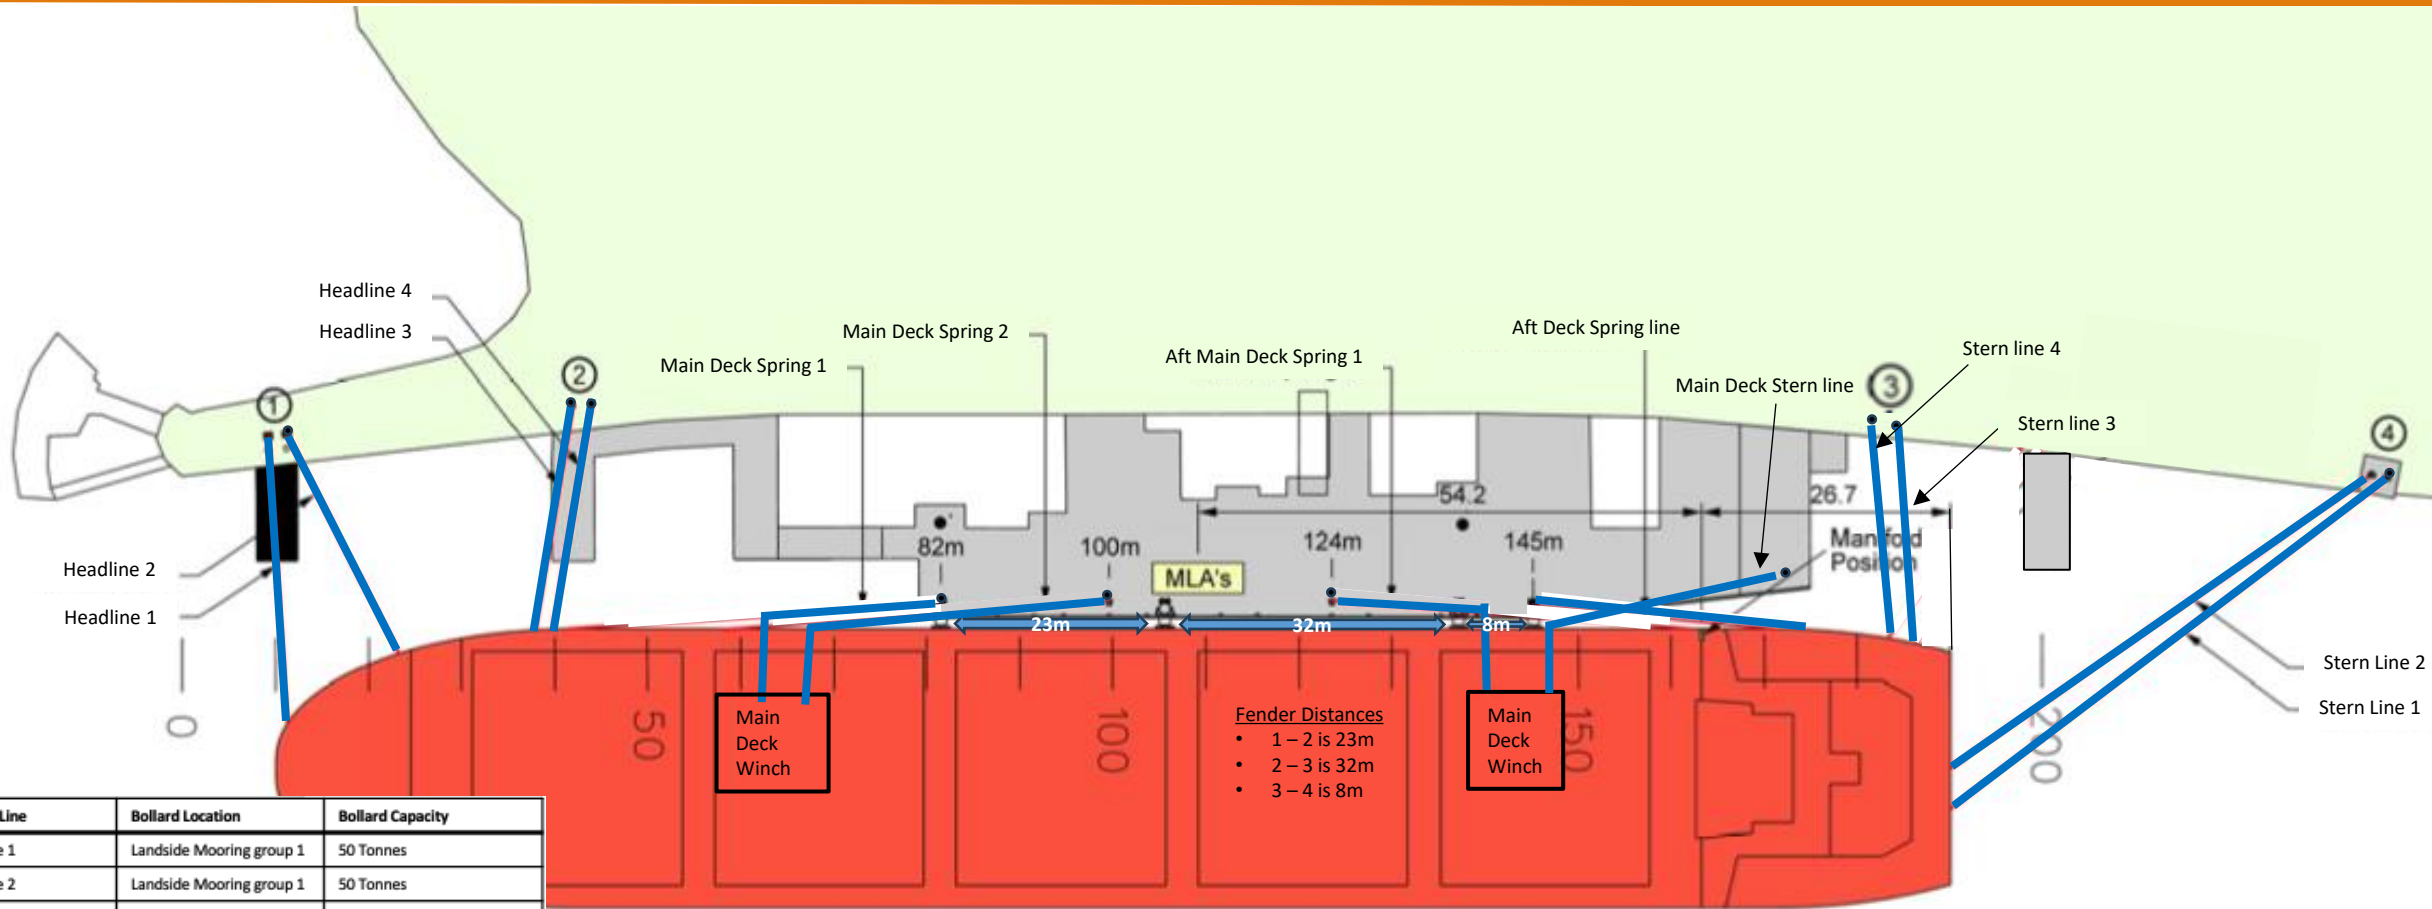 Headline 4
Headline 3
1
2
Main Deck Spring 1
Main Deck Spring 2
Aft Main Deck Spring 1
Aft Deck Spring line
Main Deck Stern line
3
Stern line 4
Stern line 3
4
54.2
26.7
Manifold
Position
82m
100m
124m
145m
MLA's
Headline 2
Headline 1
23m
32m
8m
Stern Line 2
Stern Line 1
0
50
100
150
200
Main
Deck
Winch
Fender Distances
• 1 – 2 is 23m
• 2 – 3 is 32m
• 3 – 4 is 8m
Main
Deck
Winch
Line Bollard Location Bollard Capacity
e 1 Landside Mooring group 1 50 Tonnes
e 2 Landside Mooring group 1 50 Tonnes